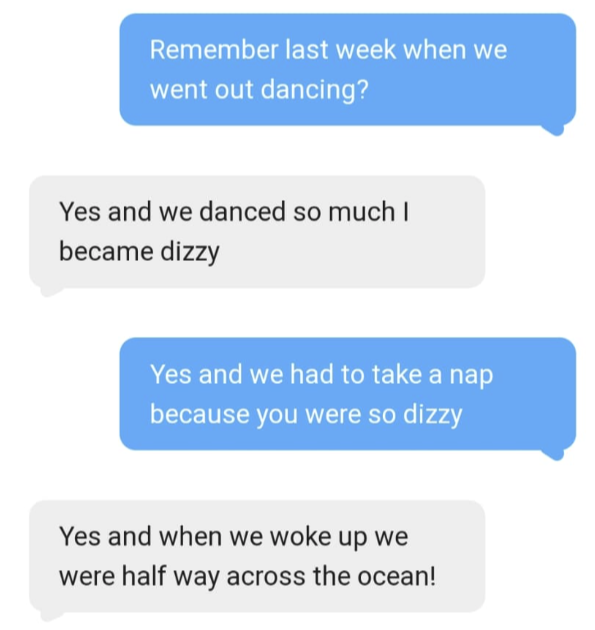 Remember last week when we
went out dancing?
Yes and we danced so much I
became dizzy
Yes and we had to take a nap
because you were so dizzy
Yes and when we woke up we
were half way across the ocean!